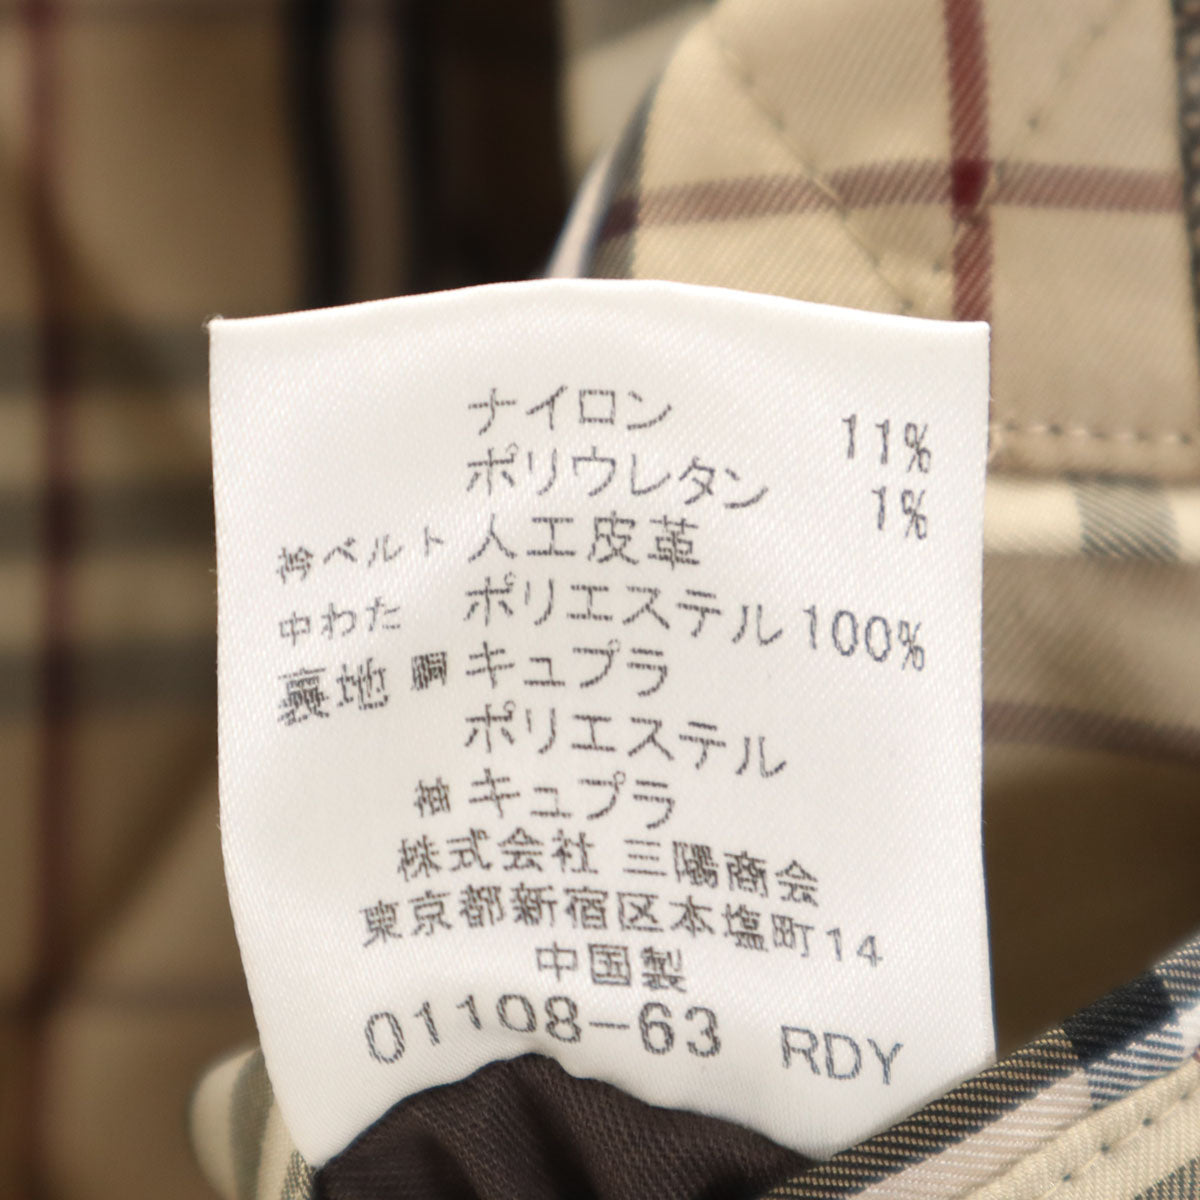 ナイロン 11%
ポリウレタン 1%
衿ベルト 人工皮革
中わた ポリエステル100%
裏地 胴 キュプラ
ポリエステル
袖 キュプラ
株式会社 三陽商会
東京都新宿区本塩町14
中国製
01108-63 RDY